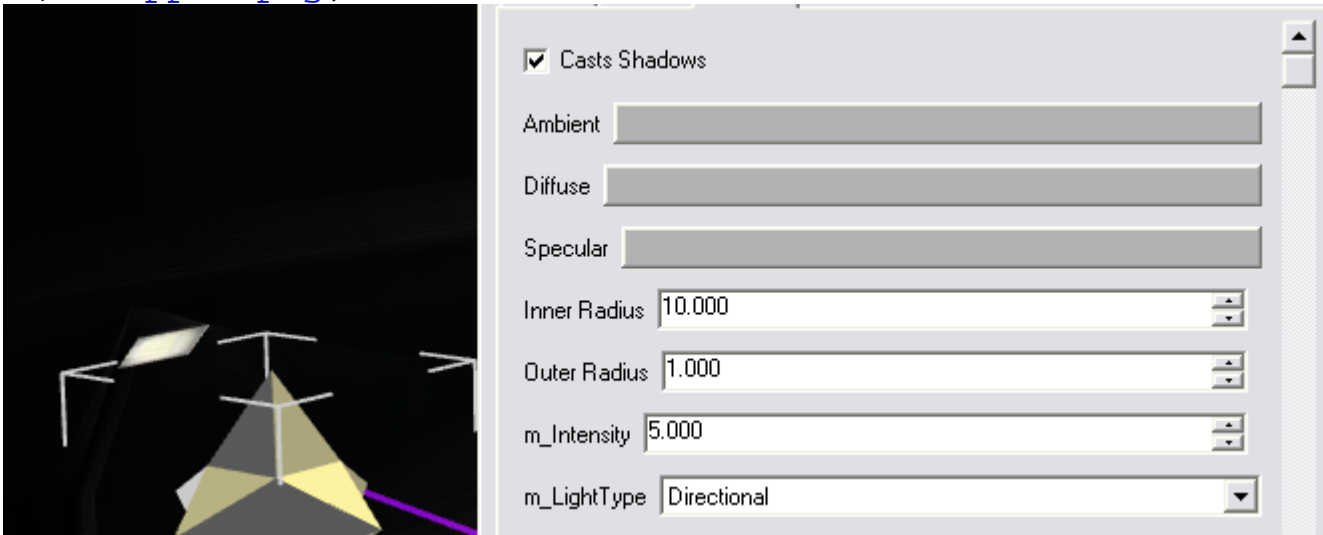 Casts Shadows
Ambient
Diffuse
Specular
Inner Radius 10.000
Outer Radius 1.000
m_Intensity 5.000
m_LightType Directional